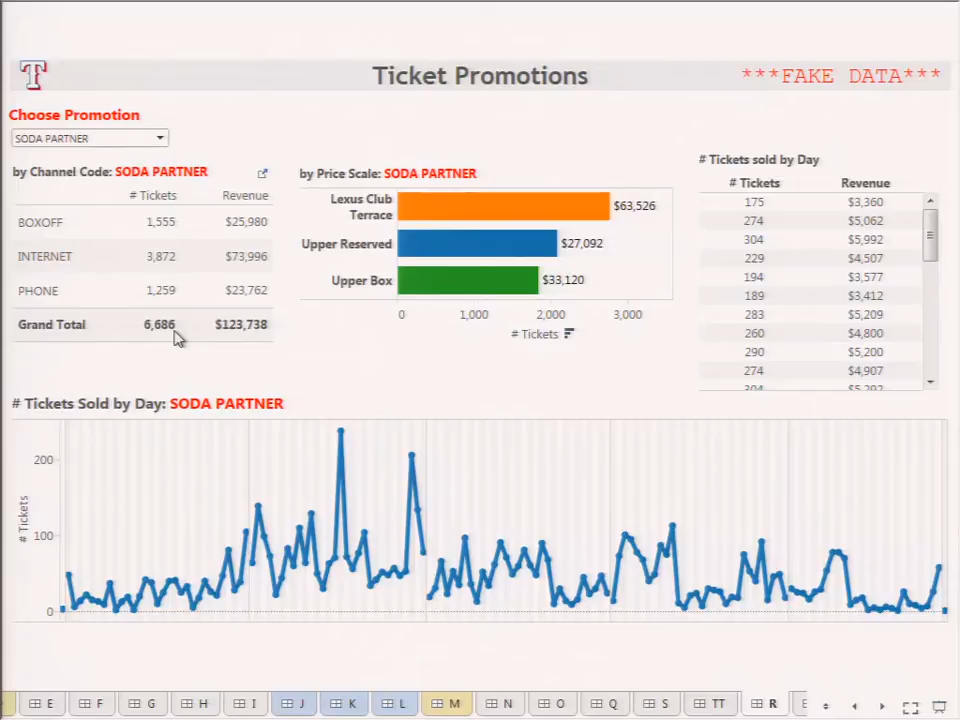 T
Ticket Promotions
***FAKE DATA***
Choose Promotion
SODA PARTNER
by Channel Code: SODA PARTNER
# Tickets Revenue
BOXOFF 1,555 $25,980
INTERNET 3,872 $73,996
PHONE 1,259 $23,762
Grand Total 6,686 $123,738
by Price Scale: SODA PARTNER
Lexus Club
Terrace
$63,526
Upper Reserved $27,092
Upper Box $33,120
0 1,000 2,000 3,000
# Tickets
# Tickets sold by Day
# Tickets Revenue
175 $3,360
274 $5,062
304 $5,992
229 $4,507
194 $3,577
189 $3,412
283 $5,209
260 $4,800
290 $5,200
274 $4,907
304 $5,292
# Tickets Sold by Day: SODA PARTNER
# Tickets
200
100
0
E F G H I J K L M N O Q S TT R